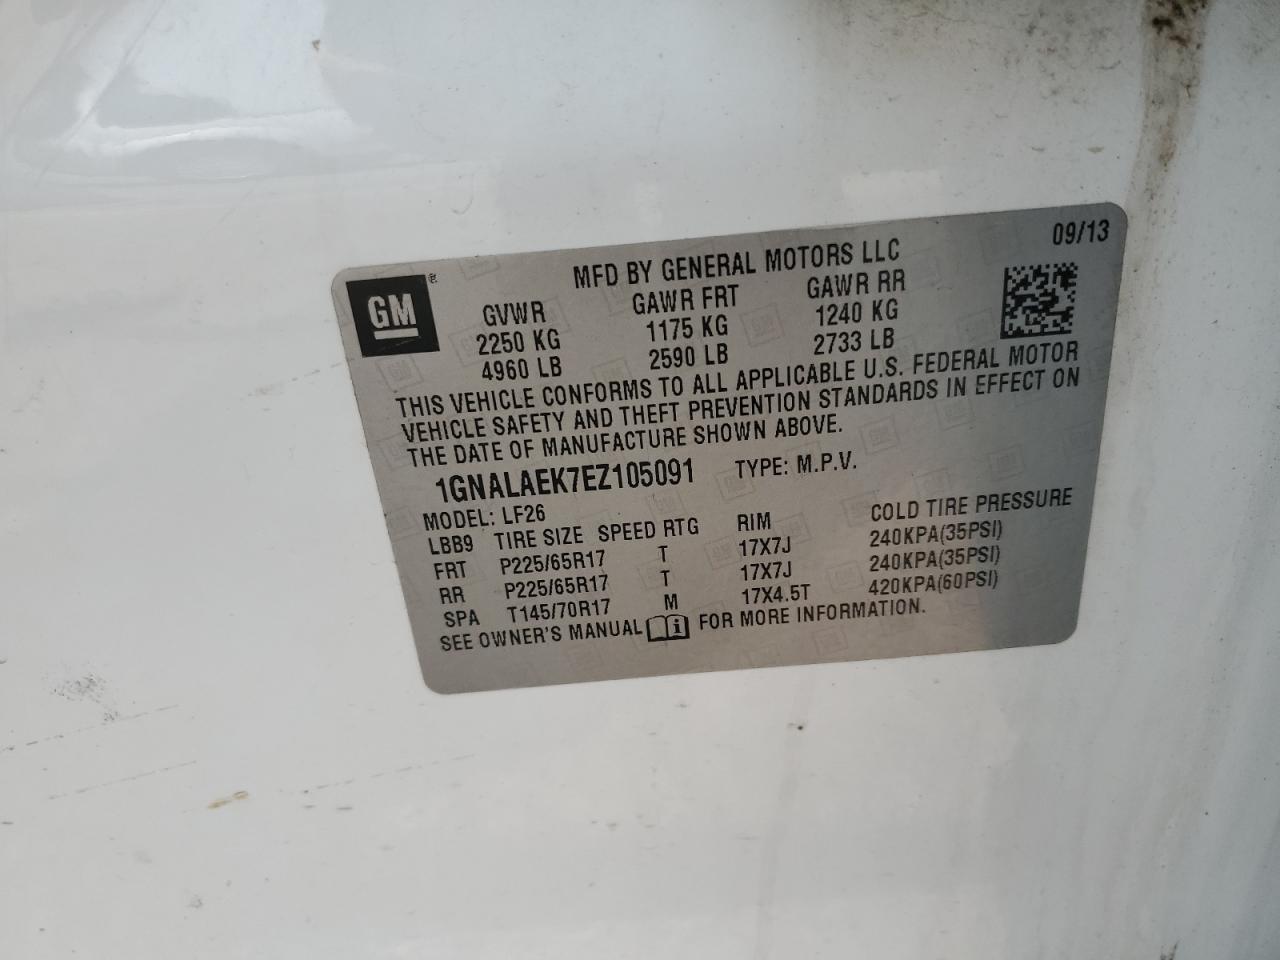 09/13
GM ®
MFD BY GENERAL MOTORS LLC
GVWR GAWR FRT GAWR RR
2250 KG 1175 KG 1240 KG
4960 LB 2590 LB 2733 LB
THIS VEHICLE CONFORMS TO ALL APPLICABLE U.S. FEDERAL MOTOR
VEHICLE SAFETY AND THEFT PREVENTION STANDARDS IN EFFECT ON
THE DATE OF MANUFACTURE SHOWN ABOVE.
1GNALAEK7EZ105091 TYPE: M.P.V.
MODEL: LF26
LBB9 TIRE SIZE SPEED RTG RIM COLD TIRE PRESSURE
FRT P225/65R17 T 17X7J 240KPA(35PSI)
RR P225/65R17 T 17X7J 240KPA(35PSI)
SPA T145/70R17 M 17X4.5T 420KPA(60PSI)
SEE OWNER'S MANUAL i FOR MORE INFORMATION.